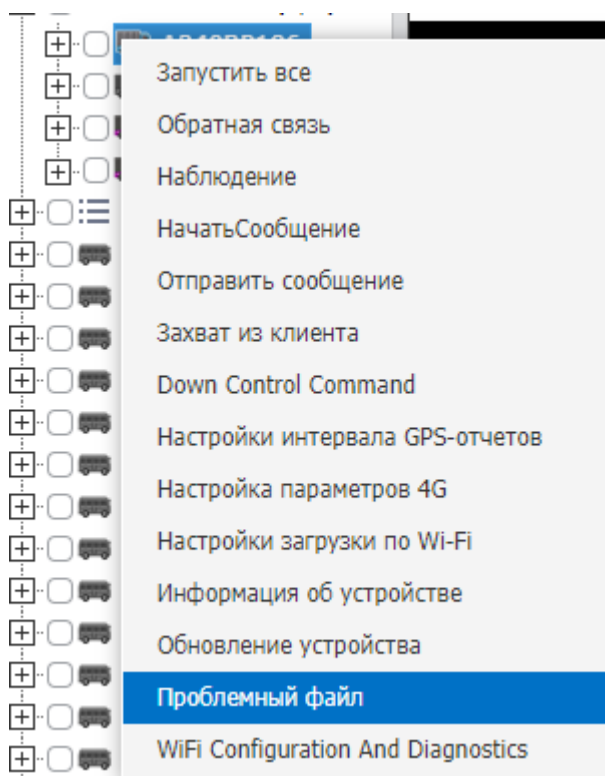 Запустить все
Обратная связь
Наблюдение
НачатьСообщение
Отправить сообщение
Захват из клиента
Down Control Command
Настройки интервала GPS-отчетов
Настройка параметров 4G
Настройки загрузки по Wi-Fi
Информация об устройстве
Обновление устройства
Проблемный файл
WiFi Configuration And Diagnostics